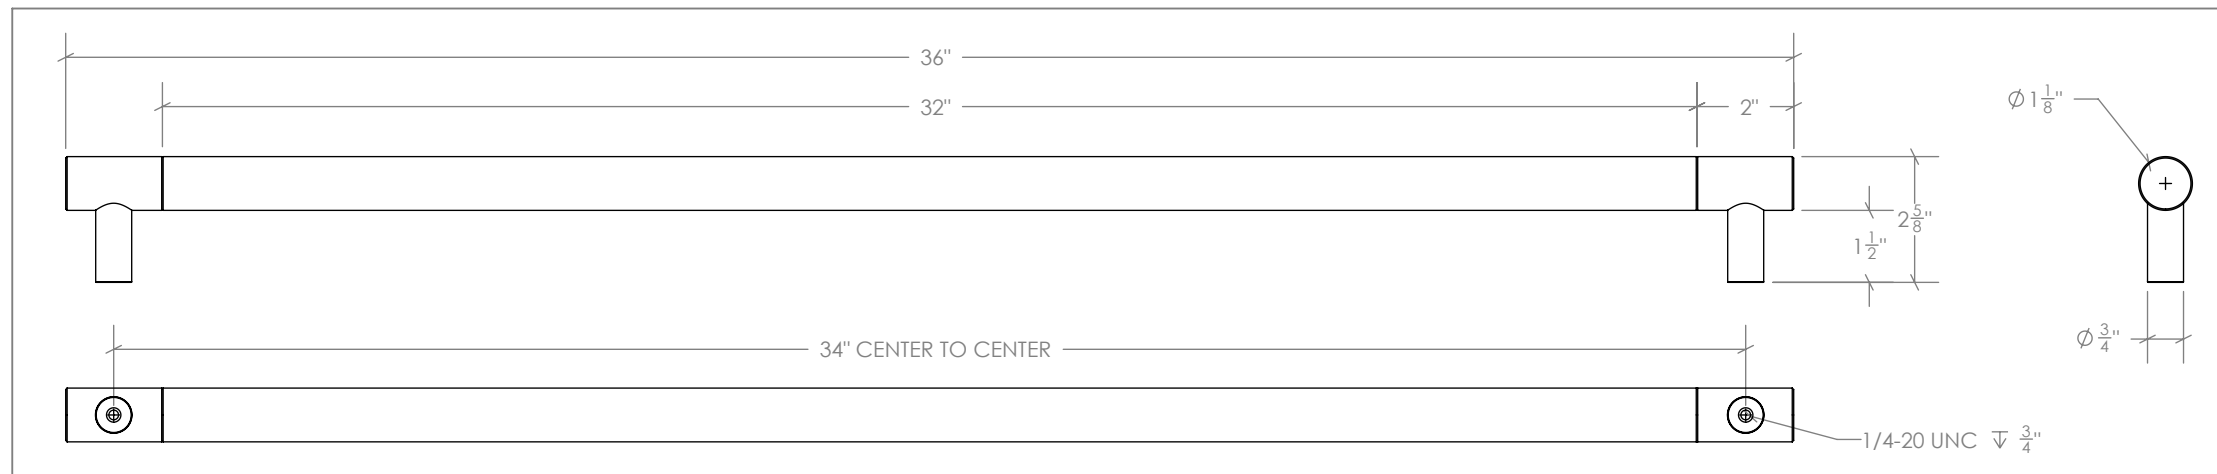 36"
32"
2"
Ø 1 1/8"
2 5/8"
1 1/2"
Ø 3/4"
34" CENTER TO CENTER
1/4-20 UNC ↧ 3/4"